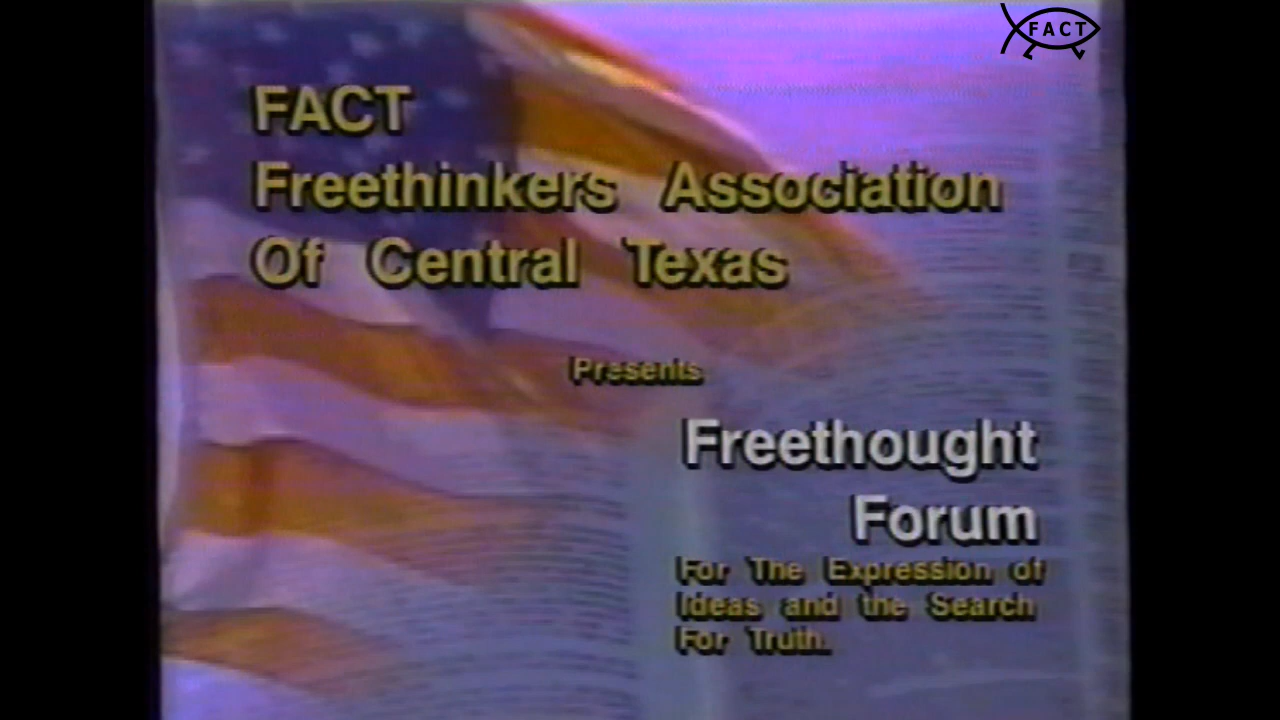 FACT
FACT
Freethinkers Association
Of Central Texas
Presents
Freethought
Forum
For The Expression of
Ideas and the Search
For Truth.